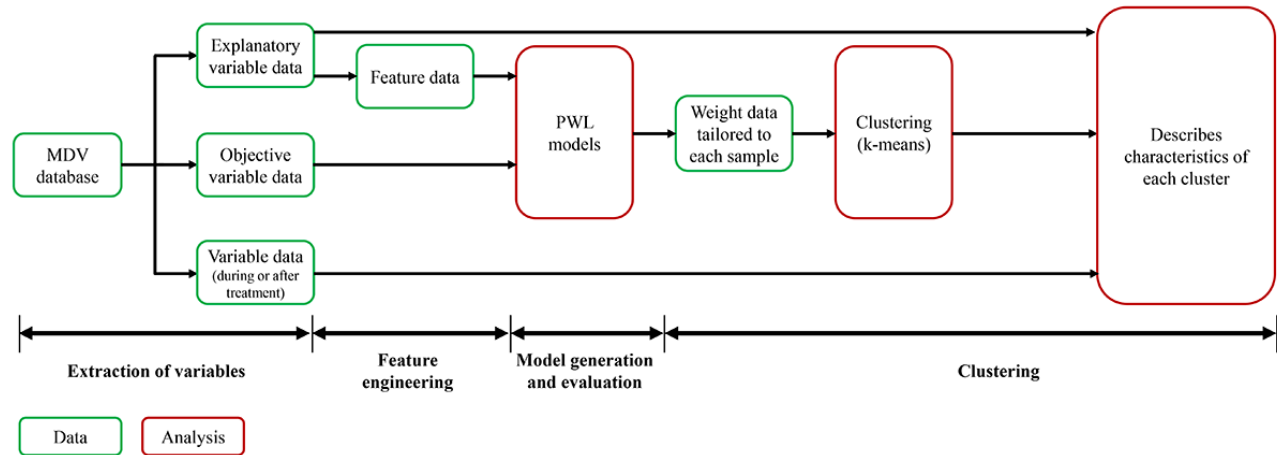 MDV
database
Explanatory
variable data
Objective
variable data
Variable data
(during or after
treatment)
Feature data
PWL
models
Weight data
tailored to
each sample
Clustering
(k-means)
Describes
characteristics of
each cluster
Extraction of variables
Feature
engineering
Model generation
and evaluation
Clustering
Data
Analysis